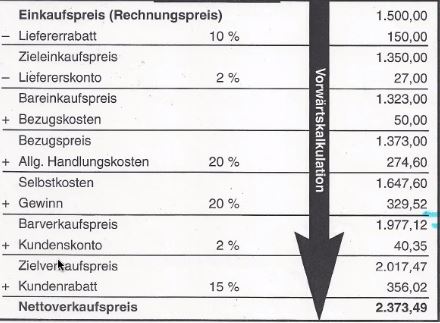 Einkaufspreis (Rechnungspreis) 1.500,00
– Liefererrabatt 10 % 150,00
Zieleinkaufspreis 1.350,00
– Liefererskonto 2 % 27,00
Bareinkaufspreis 1.323,00
+ Bezugskosten 50,00
Bezugspreis 1.373,00
+ Allg. Handlungskosten 20 % 274,60
Selbstkosten 1.647,60
+ Gewinn 20 % 329,52
Barverkaufspreis 1.977,12
+ Kundenskonto 2 % 40,35
Zielverkaufspreis 2.017,47
+ Kundenrabatt 15 % 356,02
Nettoverkaufspreis 2.373,49
Vorwärtskalkulation